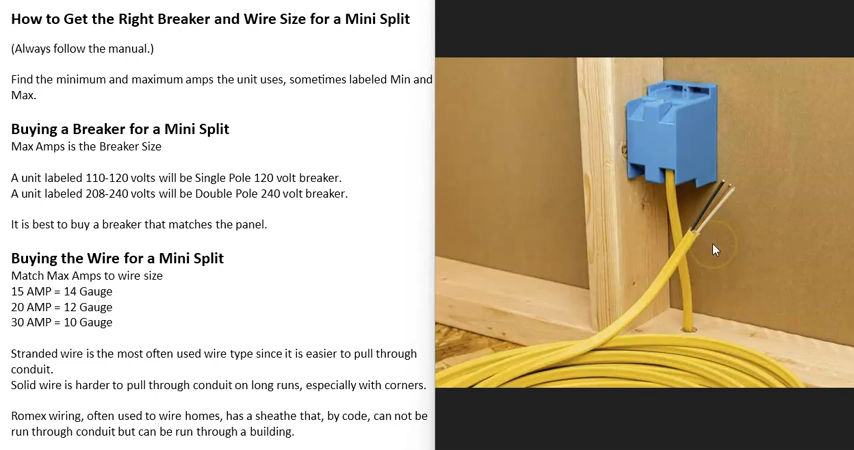 How to Get the Right Breaker and Wire Size for a Mini Split
(Always follow the manual.)
Find the minimum and maximum amps the unit uses, sometimes labeled Min and
Max.
Buying a Breaker for a Mini Split
Max Amps is the Breaker Size
A unit labeled 110-120 volts will be Single Pole 120 volt breaker.
A unit labeled 208-240 volts will be Double Pole 240 volt breaker.
It is best to buy a breaker that matches the panel.
Buying the Wire for a Mini Split
Match Max Amps to wire size
15 AMP = 14 Gauge
20 AMP = 12 Gauge
30 AMP = 10 Gauge
Stranded wire is the most often used wire type since it is easier to pull through
conduit.
Solid wire is harder to pull through conduit on long runs, especially with corners.
Romex wiring, often used to wire homes, has a sheathe that, by code, can not be
run through conduit but can be run through a building.